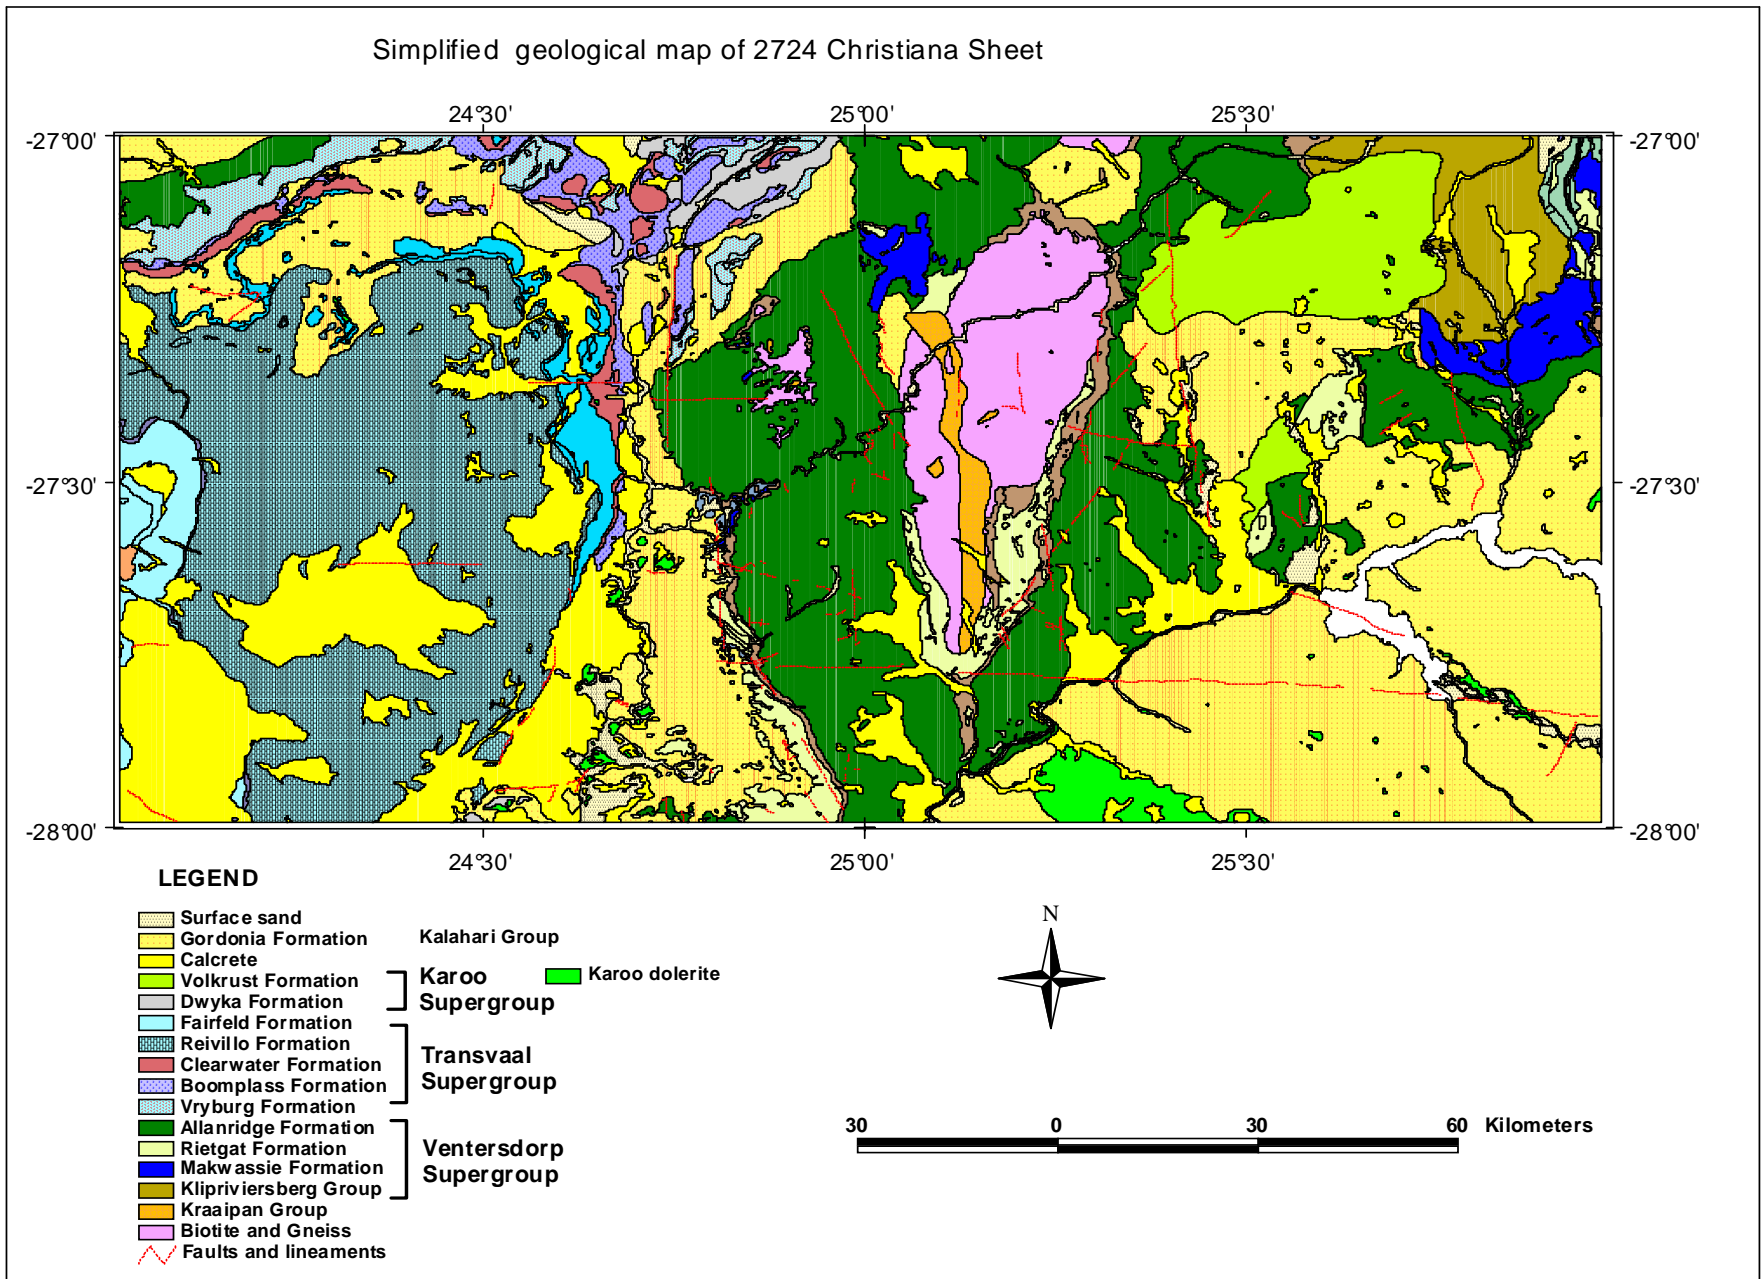 Simplified geological map of 2724 Christiana Sheet
24°30' 25°00' 25°30'
-27°00' -27°00'
-27°30' -27°30'
-28°00' -28°00'
24°30' 25°00' 25°30'
LEGEND
Surface sand
Gordonia Formation
Calcrete
Volkrust Formation
Dwyka Formation
Fairfeld Formation
Reivillo Formation
Clearwater Formation
Boomplass Formation
Vryburg Formation
Allanridge Formation
Rietgat Formation
Makwassie Formation
Klipriviersberg Group
Kraaipan Group
Biotite and Gneiss
Faults and lineaments
Kalahari Group
Karoo
Supergroup
Karoo dolerite
Transvaal
Supergroup
Ventersdorp
Supergroup
N
30 0 30 60 Kilometers